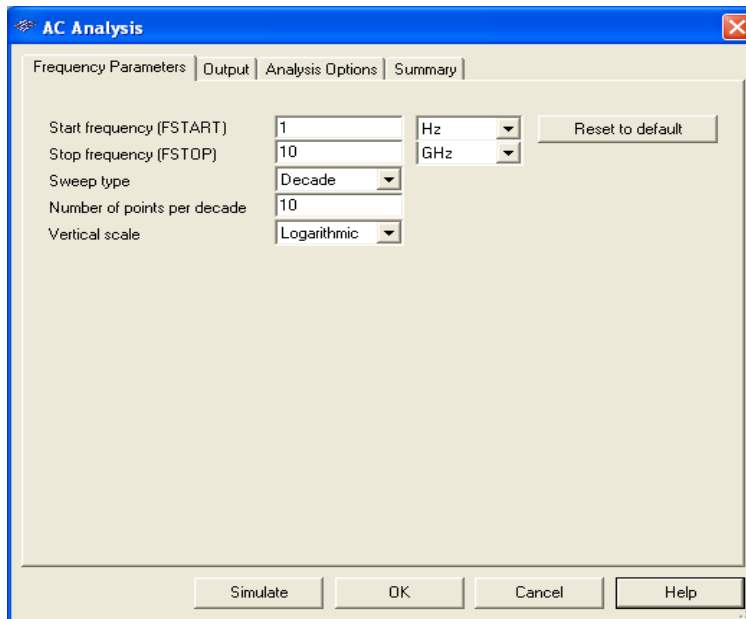 AC Analysis
Frequency Parameters Output Analysis Options Summary
Start frequency (FSTART) 1 Hz Reset to default
Stop frequency (FSTOP) 10 GHz
Sweep type Decade
Number of points per decade 10
Vertical scale Logarithmic
Simulate OK Cancel Help